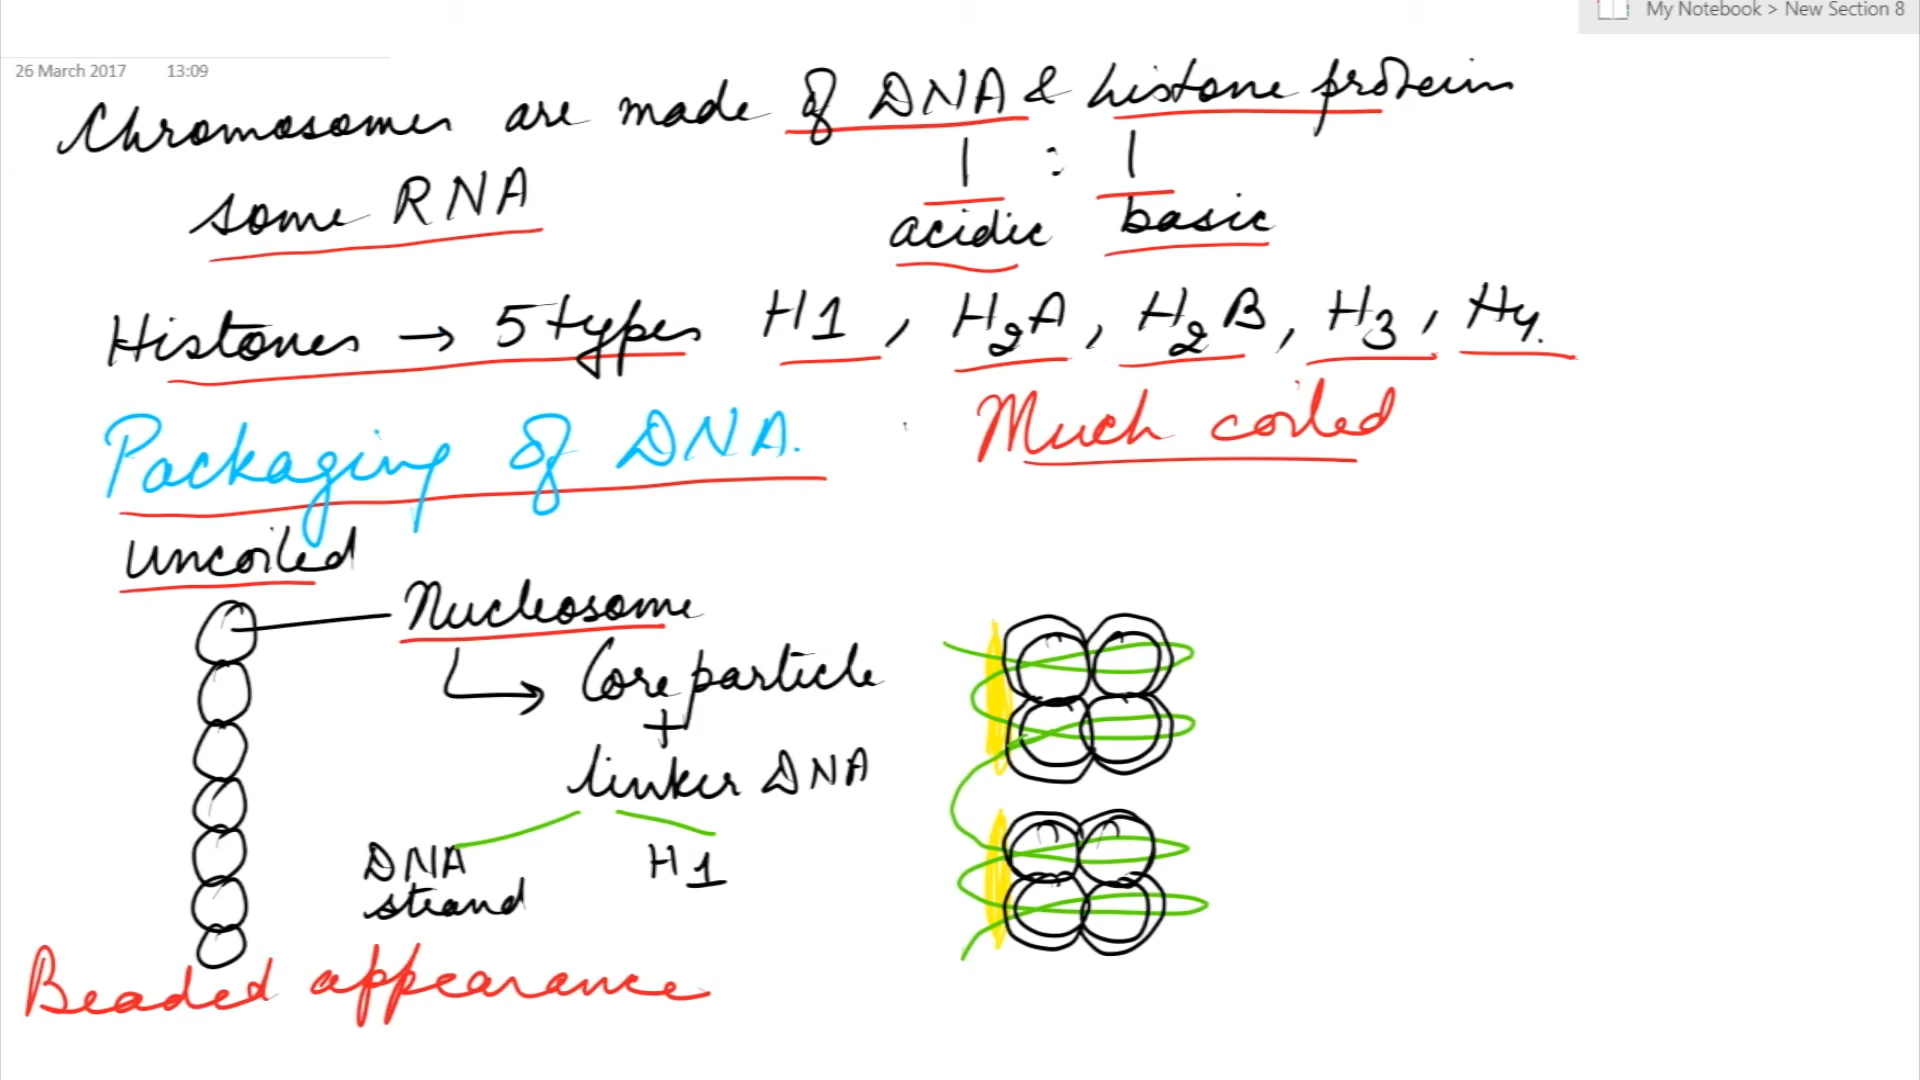 My Notebook > New Section 8
26 March 2017 13:09
Chromosomes are made of DNA & histone proteins
1 : 1
some RNA
acidic basic
Histones → 5 types H1, H2A, H2B, H3, H4.
Packaging of DNA. Much coiled
uncoiled
Nucleosome
Core particle
+
linker DNA
DNA strand
H1
Beaded appearance